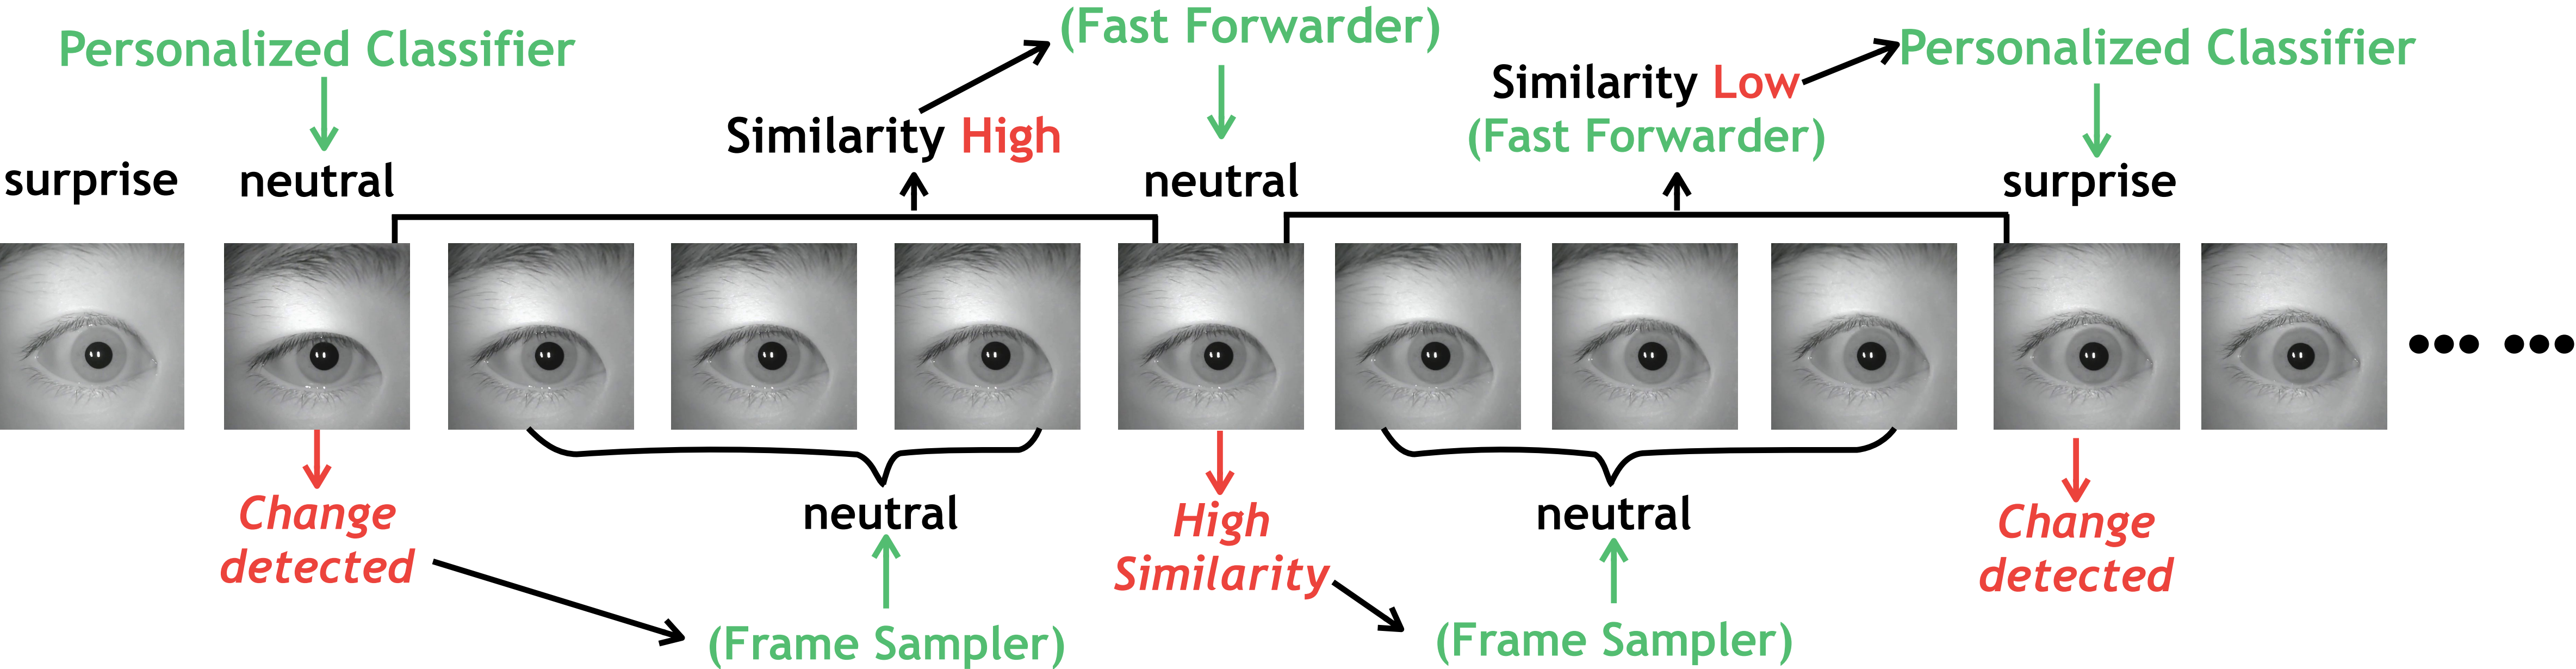 Personalized Classifier
(Fast Forwarder)
Personalized Classifier
Similarity Low
(Fast Forwarder)
Similarity High
surprise
neutral
neutral
surprise
Change
detected
neutral
(Frame Sampler)
High
Similarity
neutral
(Frame Sampler)
Change
detected